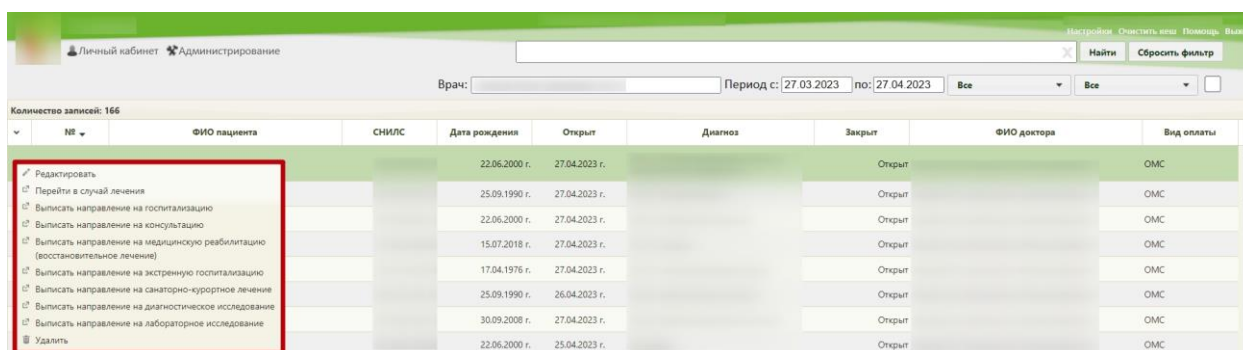 Настройки Очистить кеш Помощь
Личный кабинет Администрирование
X Найти Сбросить фильтр
Врач: Период с: 27.03.2023 по: 27.04.2023 Все Все
Количество записей: 166
№ ФИО пациента СНИЛС Дата рождения Открыт Диагноз Закрыт ФИО доктора Вид оплаты
22.06.2000 г. 27.04.2023 г. Открыт ОМС
25.09.1990 г. 27.04.2023 г. Открыт ОМС
22.06.2000 г. 27.04.2023 г. Открыт ОМС
15.07.2018 г. 27.04.2023 г. Открыт ОМС
17.04.1976 г. 27.04.2023 г. Открыт ОМС
25.09.1990 г. 26.04.2023 г. Открыт ОМС
30.09.2008 г. 27.04.2023 г. Открыт ОМС
22.06.2000 г. 25.04.2023 г. Открыт ОМС
Редактировать
Перейти в случай лечения
Выписать направление на госпитализацию
Выписать направление на консультацию
Выписать направление на медицинскую реабилитацию
(восстановительное лечение)
Выписать направление на экстренную госпитализацию
Выписать направление на санаторно-курортное лечение
Выписать направление на диагностическое исследование
Выписать направление на лабораторное исследование
Удалить